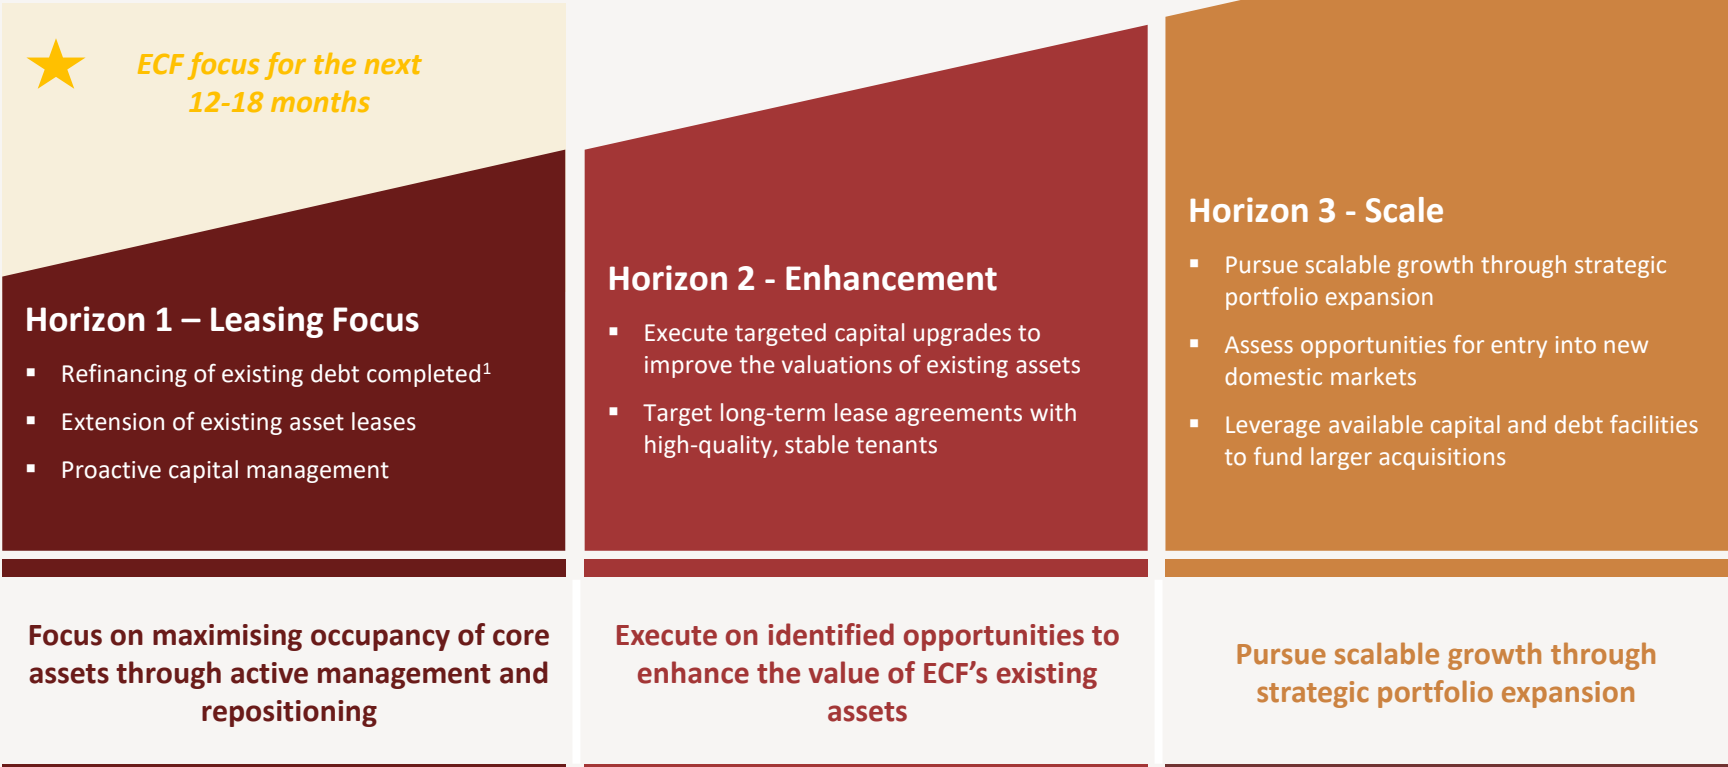 ECF focus for the next
12-18 months
Horizon 1 – Leasing Focus
▪ Refinancing of existing debt completed¹
▪ Extension of existing asset leases
▪ Proactive capital management
Focus on maximising occupancy of core
assets through active management and
repositioning
Horizon 2 - Enhancement
▪ Execute targeted capital upgrades to
improve the valuations of existing assets
▪ Target long-term lease agreements with
high-quality, stable tenants
Execute on identified opportunities to
enhance the value of ECF’s existing
assets
Horizon 3 - Scale
▪ Pursue scalable growth through strategic
portfolio expansion
▪ Assess opportunities for entry into new
domestic markets
▪ Leverage available capital and debt facilities
to fund larger acquisitions
Pursue scalable growth through
strategic portfolio expansion